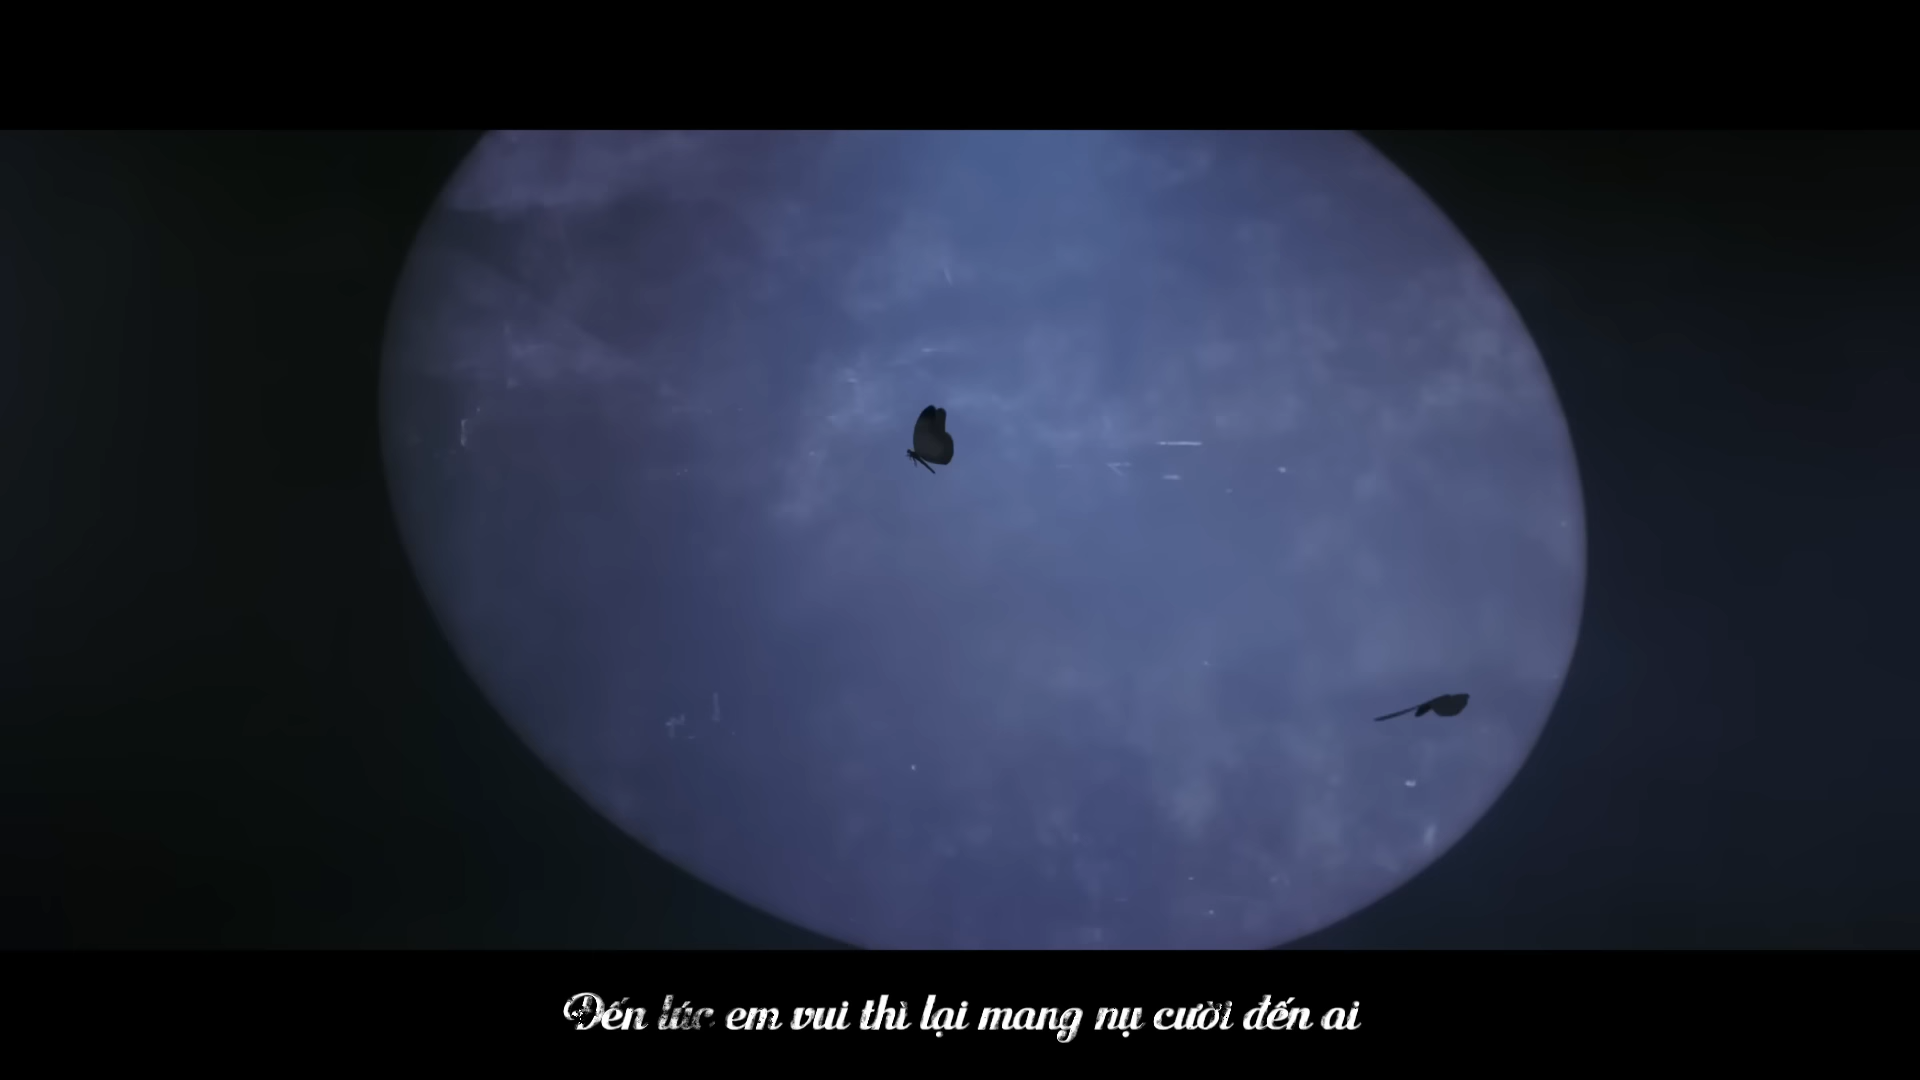 Đến lúc em vui thì lại mang nụ cười đến ai